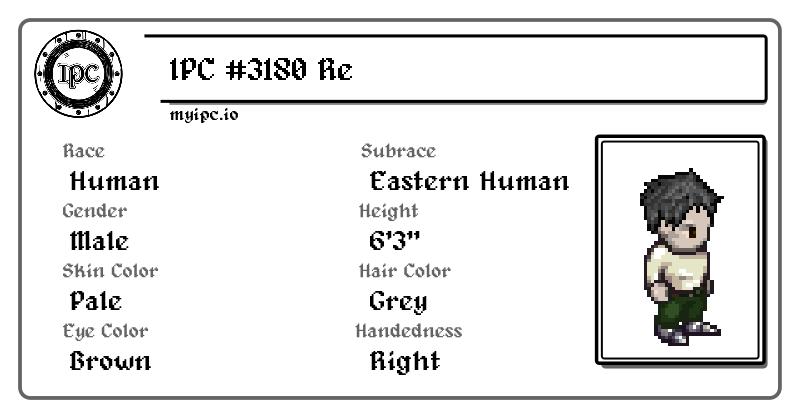 IPC
IPC #3180 Re
myipc.io
Race
Human
Subrace
Eastern Human
Gender
Male
Height
6'3"
Skin Color
Pale
Hair Color
Grey
Eye Color
Brown
Handedness
Right